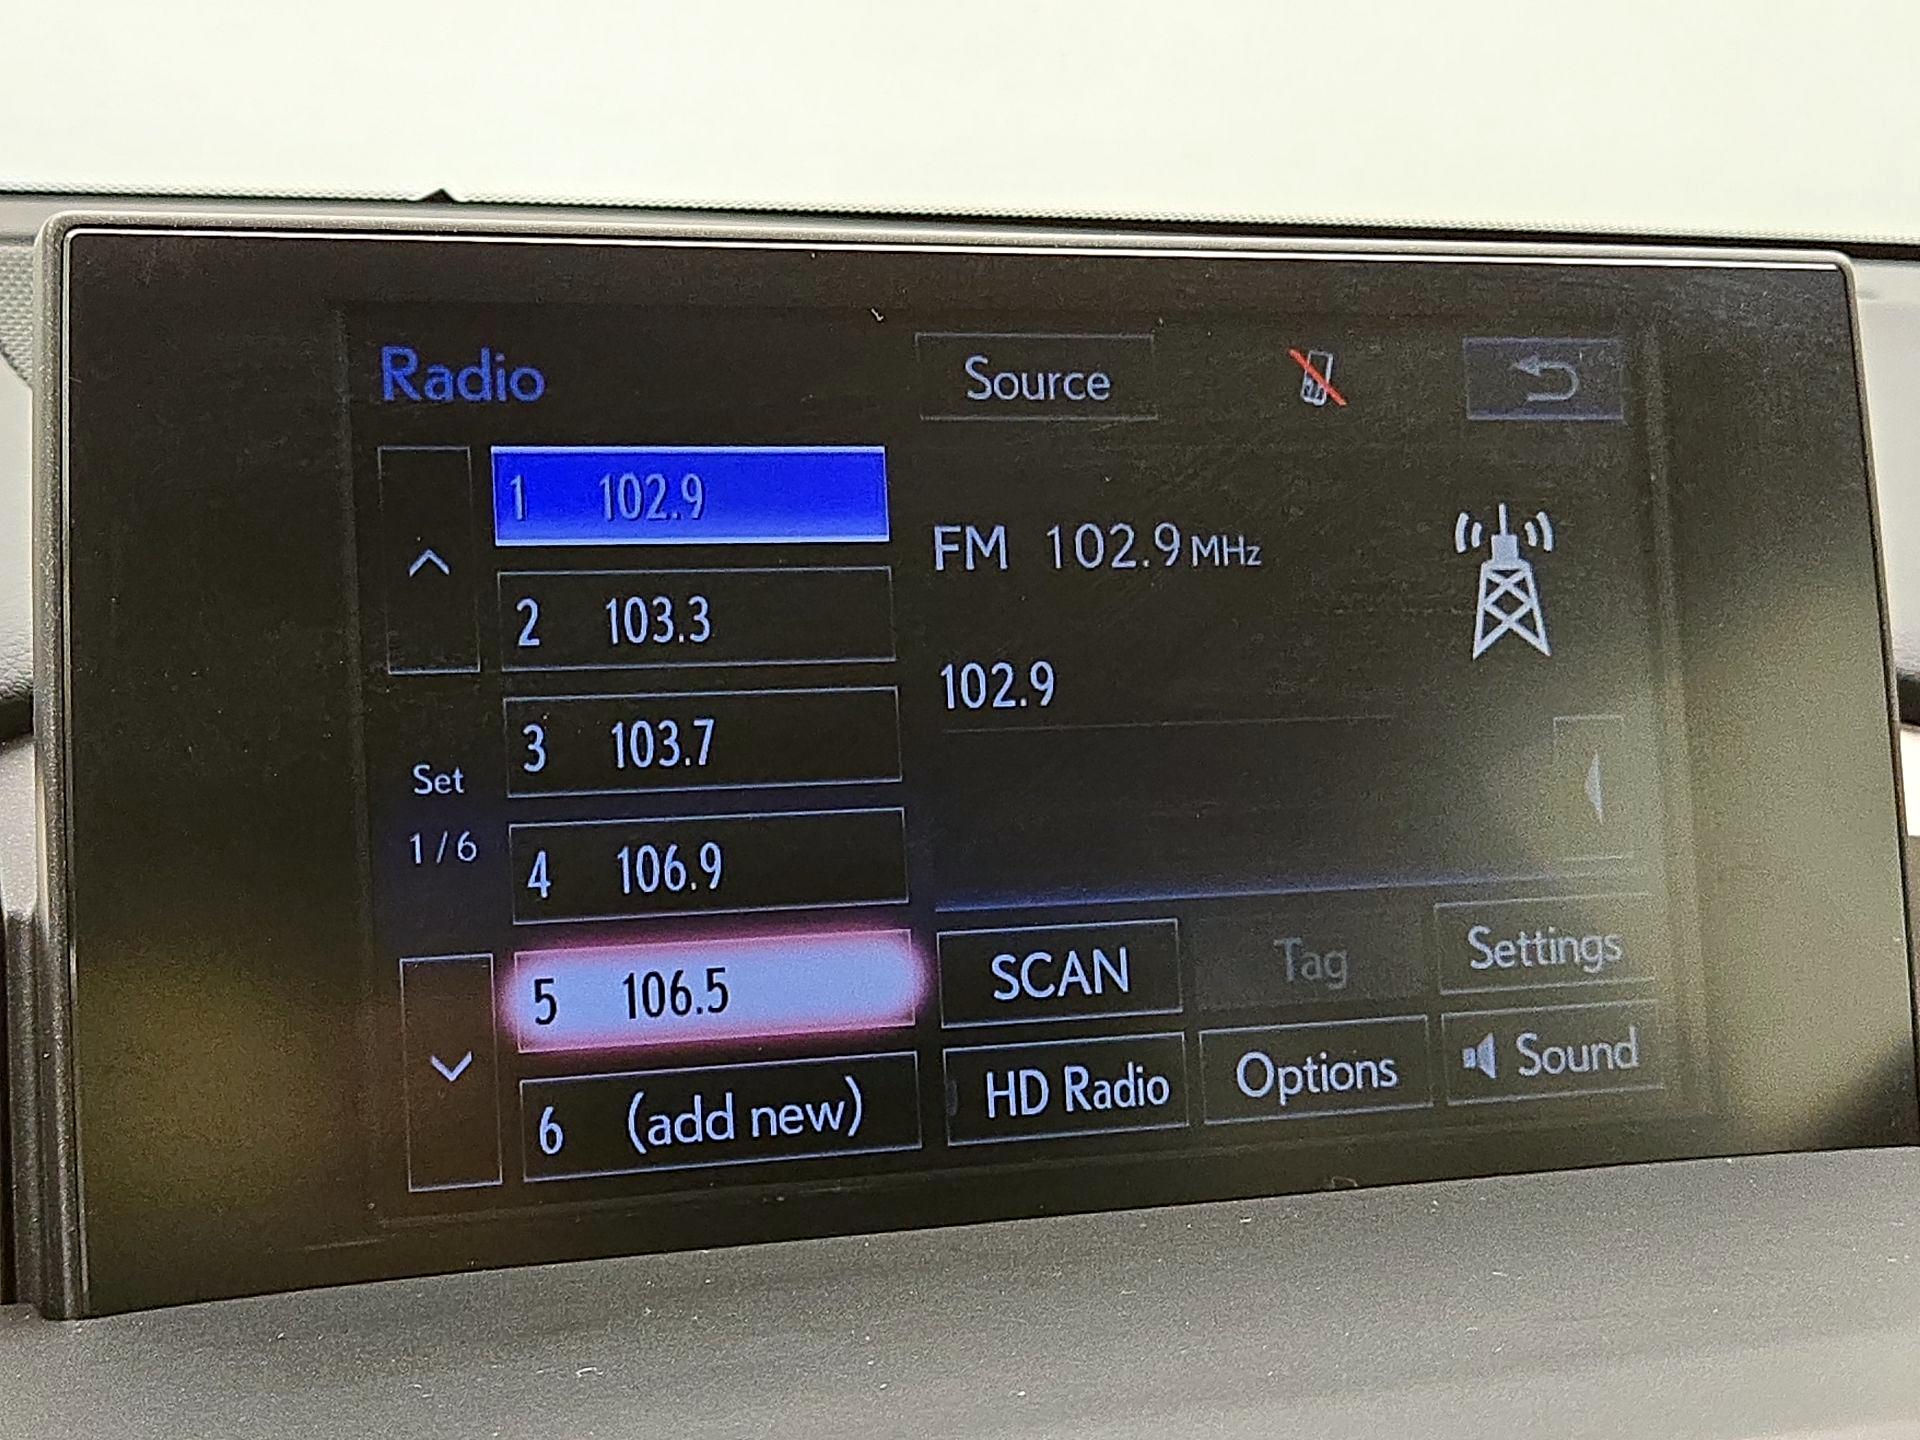 Radio
Source
1 102.9
2 103.3
3 103.7
4 106.9
5 106.5
6 (add new)
Set
1 / 6
FM 102.9 MHz
102.9
SCAN
Tag
Settings
HD Radio
Options
Sound